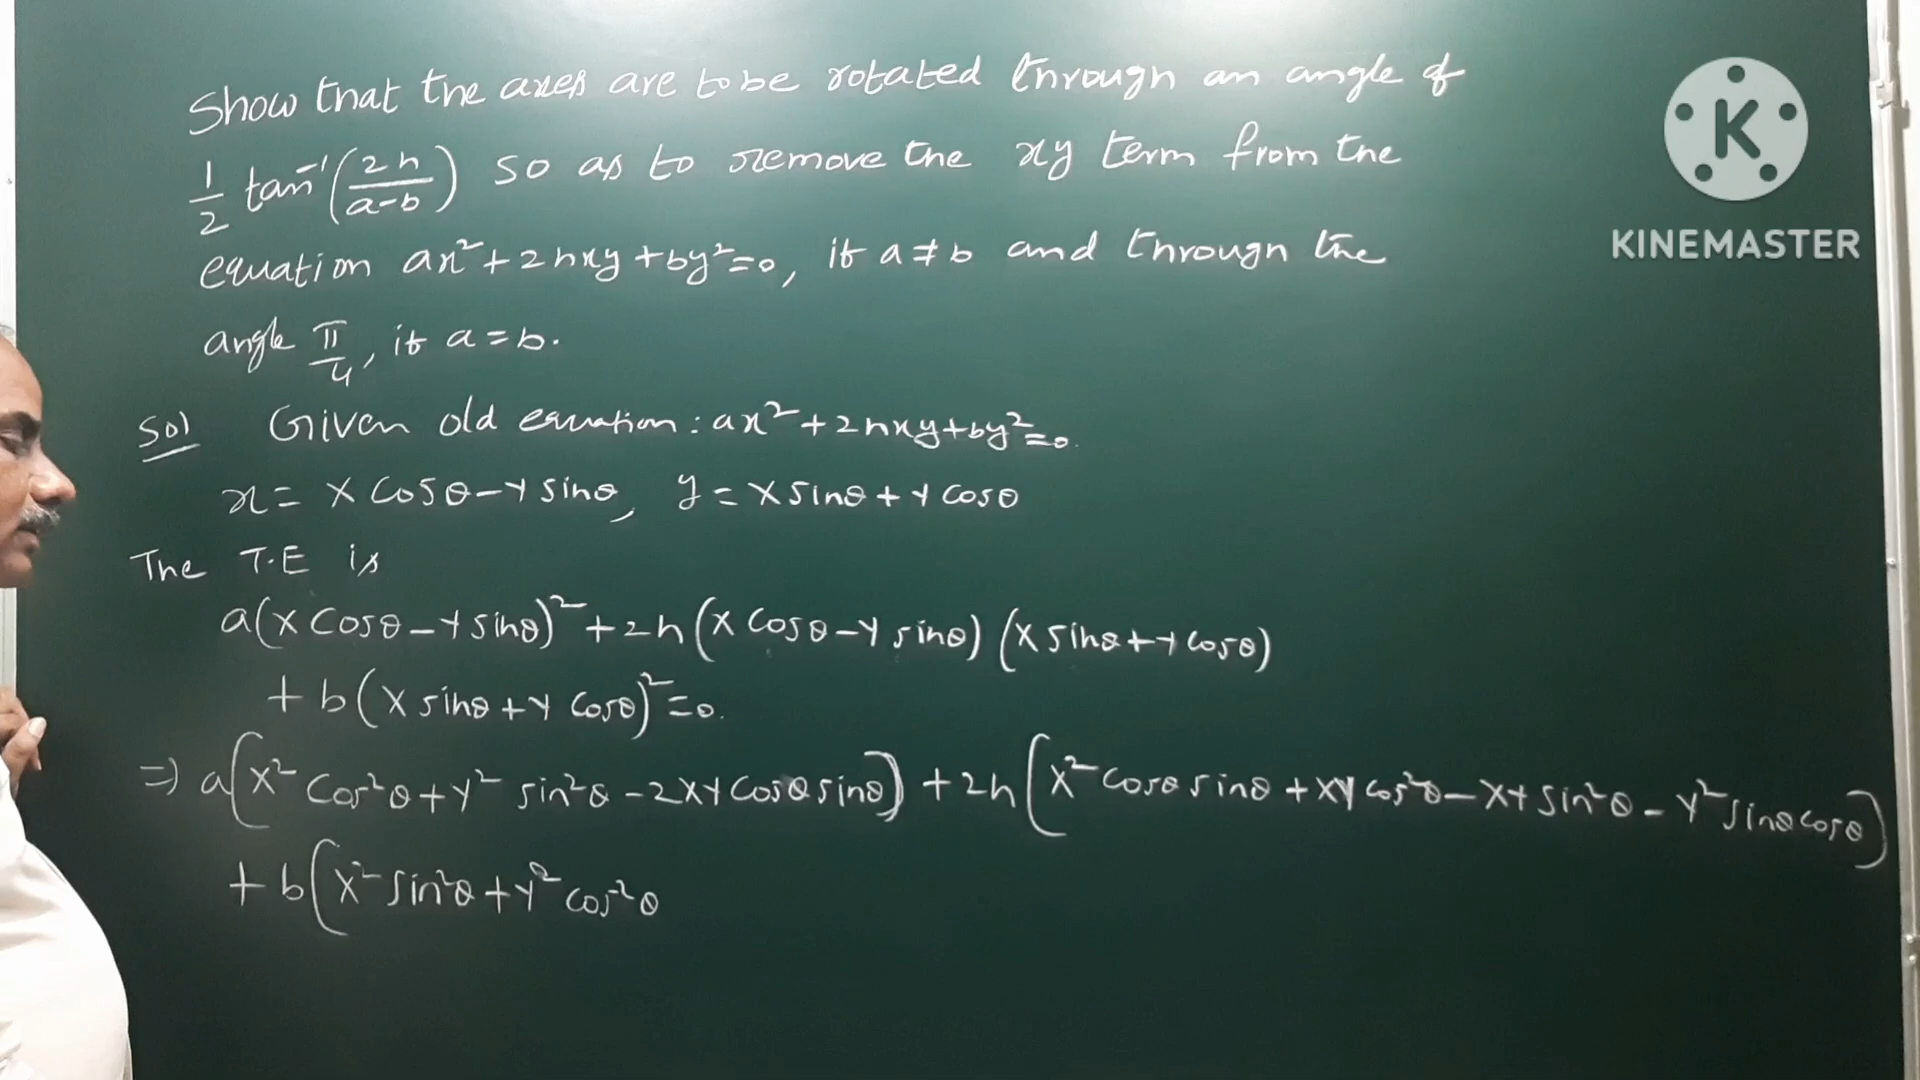 Show that the axes are to be rotated through an angle of
1/2 tan⁻¹(2h/(a-b)) so as to remove the xy term from the
equation ax²+2hxy+by²=0, if a≠b and through the
angle π/4, if a=b.
Sol Given old equation: ax²+2hxy+by²=0.
x = X Cosθ - Y sinθ, y = X sinθ + Y cosθ
The T.E is
a(X Cosθ - Y sinθ)² + 2h(X Cosθ - Y sinθ)(X sinθ + Y cosθ)
+ b(X sinθ + Y cosθ)² = 0.
⇒ a(X² Cos²θ + Y² sin²θ - 2XY Cosθ sinθ) + 2h(X² cosθ sinθ + XY cos²θ - XY sin²θ - Y² sinθ cosθ)
+ b(X² sin²θ + Y² cos²θ
K
KINEMASTER